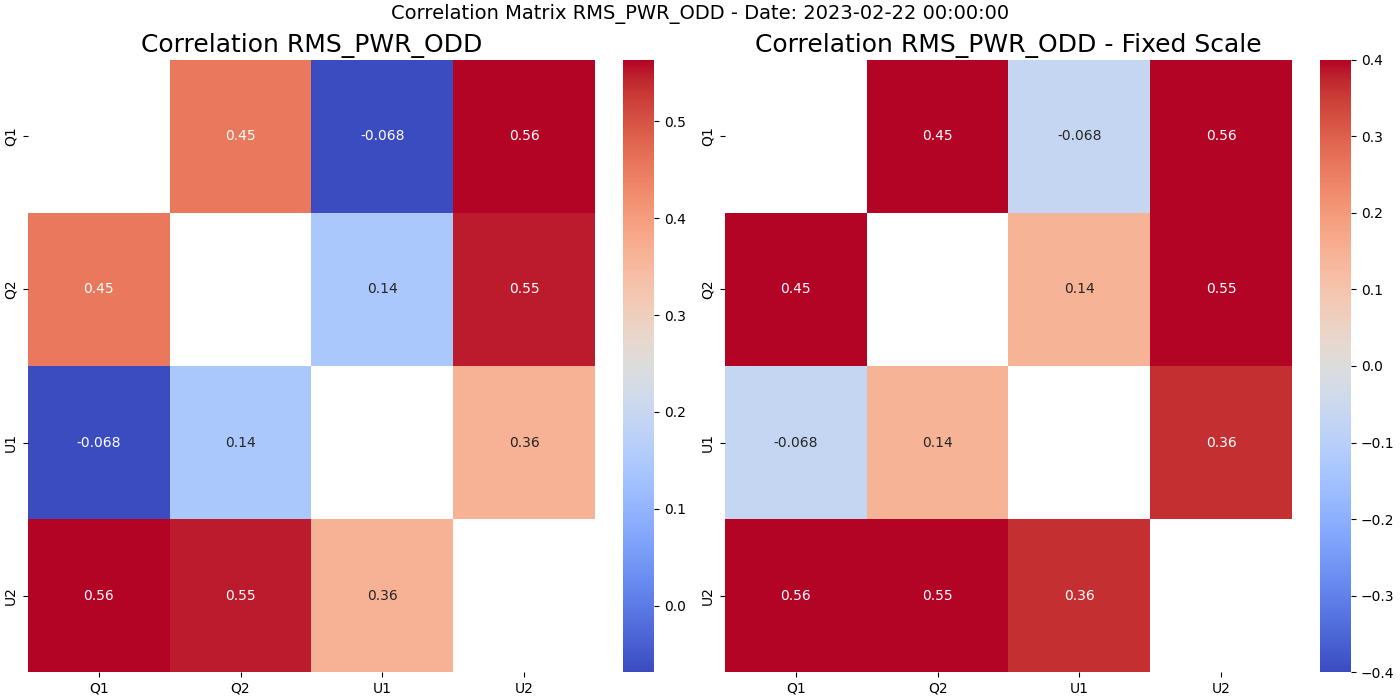 Correlation Matrix RMS_PWR_ODD - Date: 2023-02-22 00:00:00
Correlation RMS_PWR_ODD
Q1
0.45
-0.068
0.56
Q2
0.45
0.14
0.55
U1
-0.068
0.14
0.36
U2
0.56
0.55
0.36
Q1
Q2
U1
U2
0.5
0.4
0.3
0.2
0.1
0.0
Correlation RMS_PWR_ODD - Fixed Scale
Q1
0.45
-0.068
0.56
Q2
0.45
0.14
0.55
U1
-0.068
0.14
0.36
U2
0.56
0.55
0.36
Q1
Q2
U1
U2
0.4
0.3
0.2
0.1
0.0
−0.1
−0.2
−0.3
−0.4